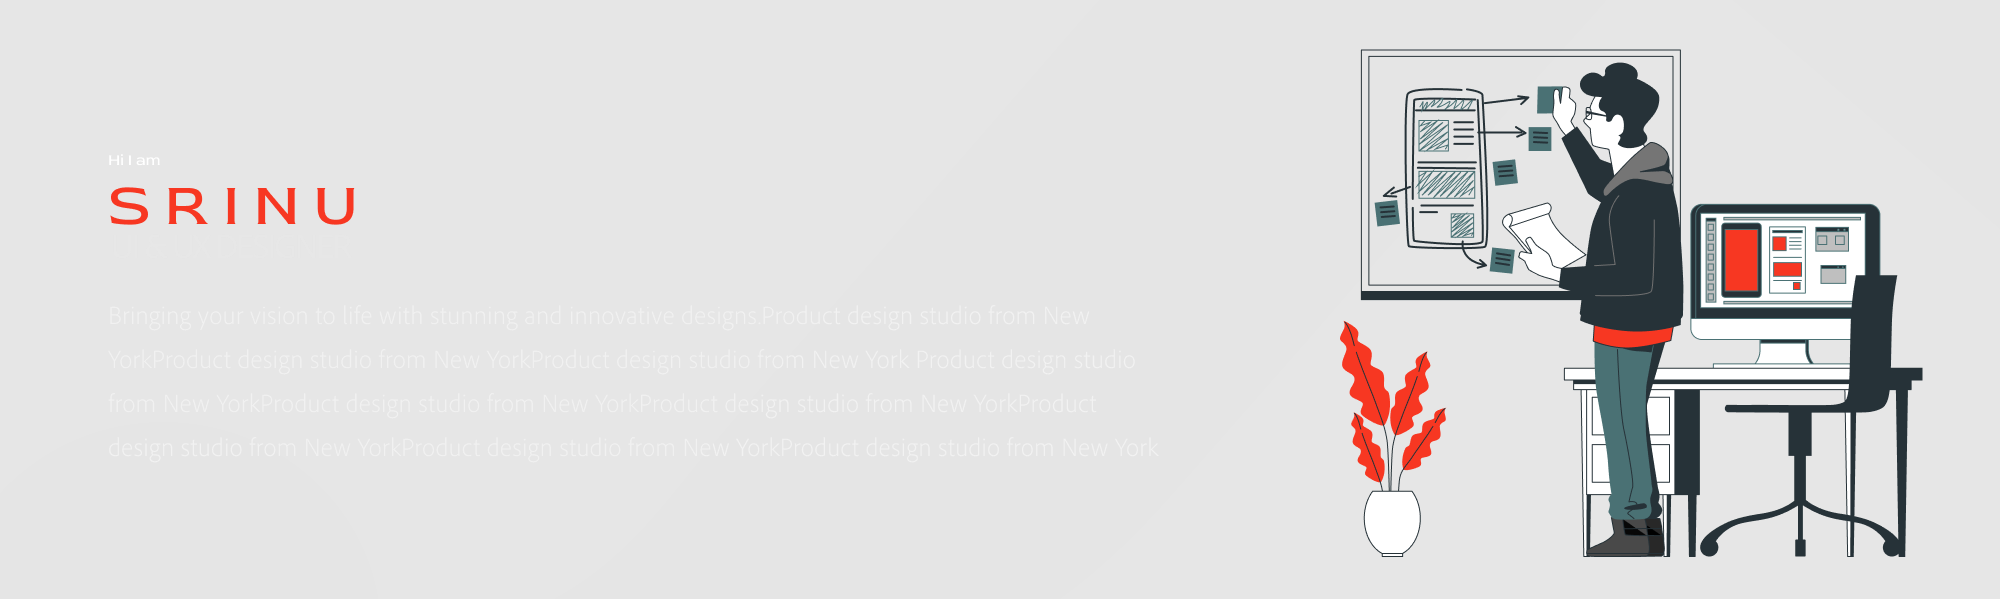 Hi I am
SRINU
Bringing your vision to life with stunning and innovative designs.Product design studio from New
YorkProduct design studio from New YorkProduct design studio from New York Product design studio
from New YorkProduct design studio from New YorkProduct design studio from New YorkProduct
design studio from New YorkProduct design studio from New YorkProduct design studio from New York